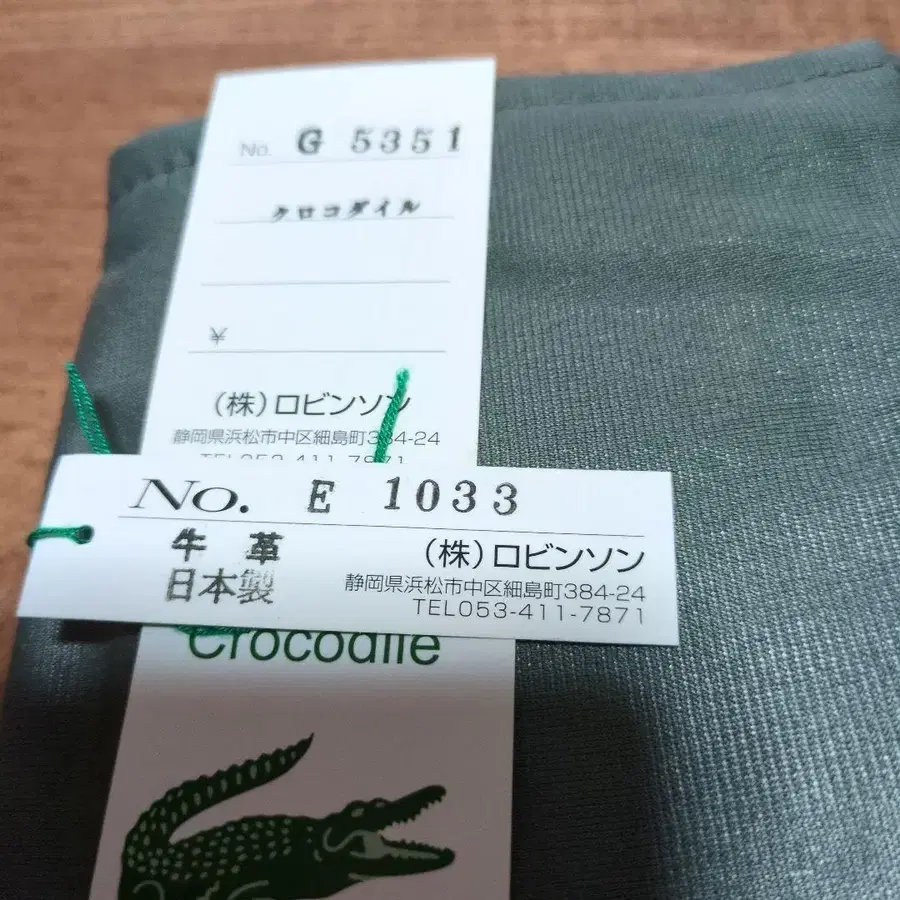 No. G 5351
クロコダイル
¥
(株)ロビンソン
静岡県浜松市中区細島町384-24
TEL053-411-7871
No. E 1033
牛革
日本製
(株)ロビンソン
静岡県浜松市中区細島町384-24
TEL053-411-7871
Crocodile